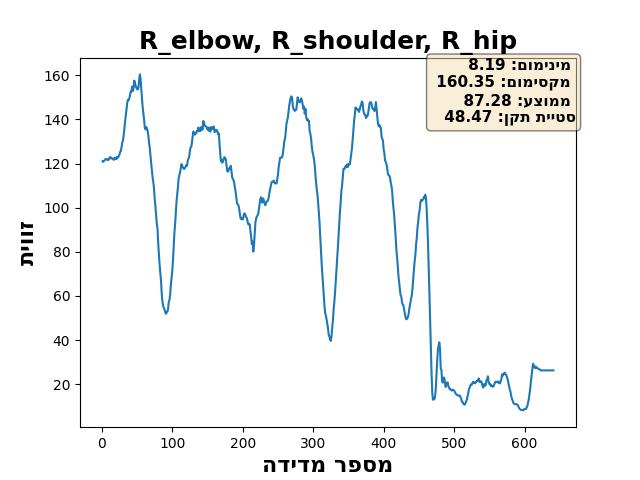 R_elbow, R_shoulder, R_hip
מינימום: 8.19
מקסימום: 160.35
ממוצע: 87.28
סטיית תקן: 48.47
זווית
160
140
120
100
80
60
40
20
0 100 200 300 400 500 600
מספר מדידה